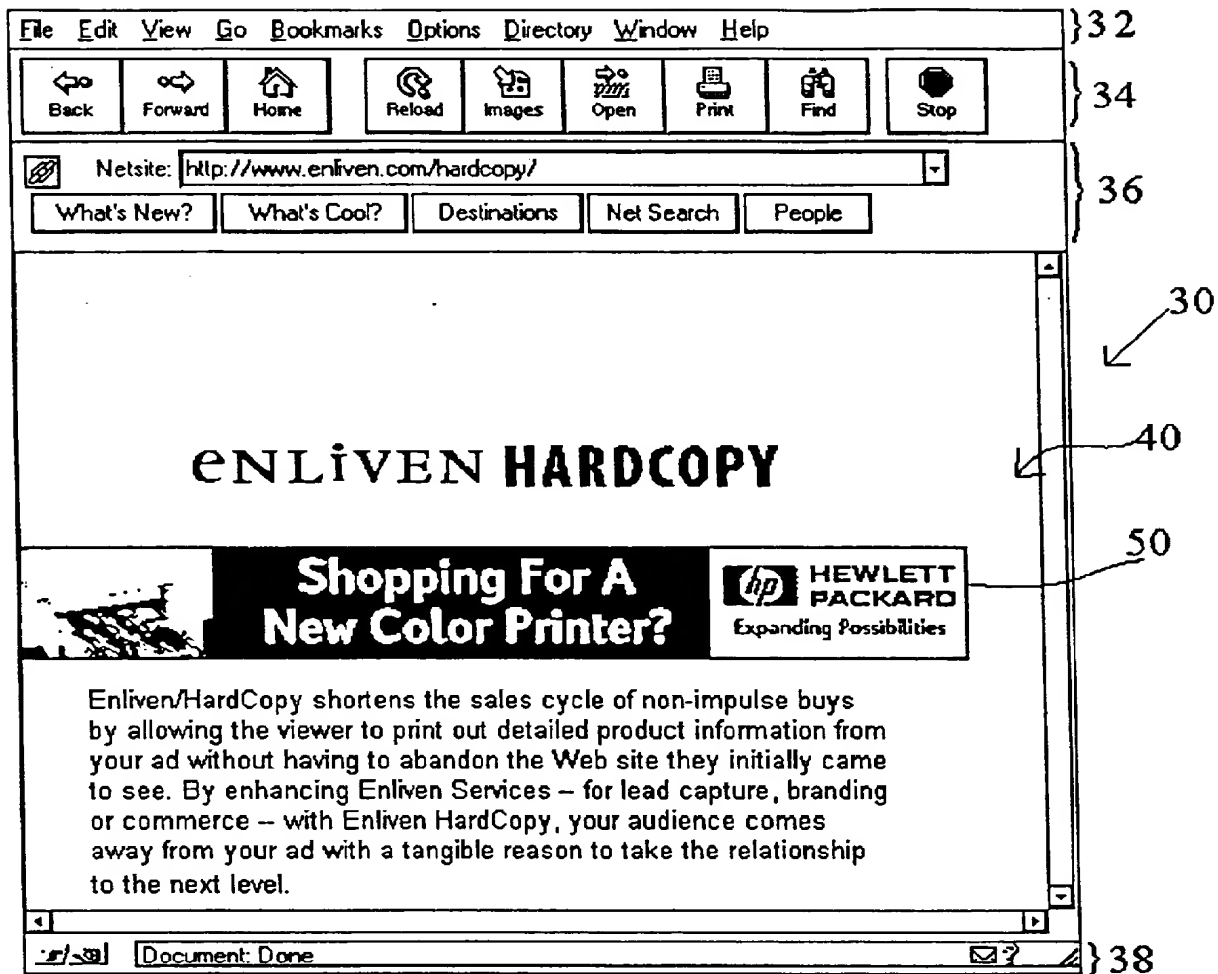 File Edit View Go Bookmarks Options Directory Window Help }32
Back Forward Home Reload Images Open Print Find Stop } 34
Netsite: http://www.enliven.com/hardcopy/
What's New? What's Cool? Destinations Net Search People } 36
30
40
eNLiVEN HARDCOPY
50
Shopping For A
New Color Printer?
hp HEWLETT
PACKARD
Expanding Possibilities
Enliven/HardCopy shortens the sales cycle of non-impulse buys
by allowing the viewer to print out detailed product information from
your ad without having to abandon the Web site they initially came
to see. By enhancing Enliven Services – for lead capture, branding
or commerce – with Enliven HardCopy, your audience comes
away from your ad with a tangible reason to take the relationship
to the next level.
Document: Done ? } 38